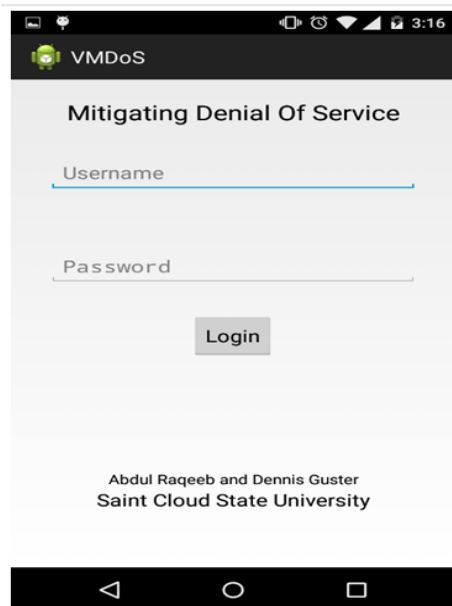 3:16
VMDoS
Mitigating Denial Of Service
Username
Password
Login
Abdul Raqeeb and Dennis Guster
Saint Cloud State University